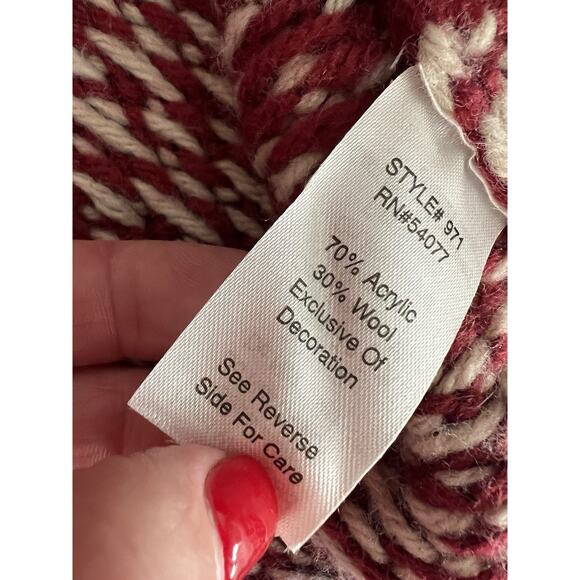 STYLE# 971
RN#54077
70% Acrylic
30% Wool
Exclusive Of
Decoration
See Reverse
Side For Care